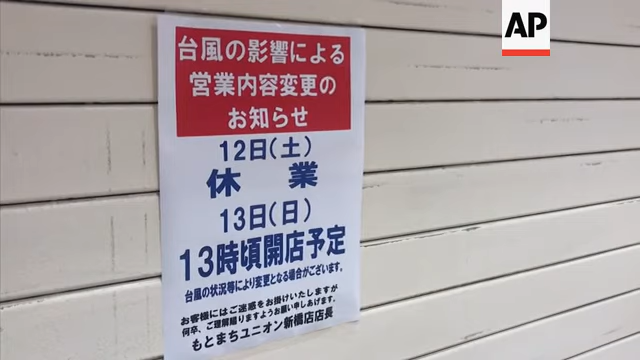 AP
台風の影響による
営業内容変更の
お知らせ
12日(土)
休 業
13日(日)
13時頃開店予定
台風の状況等により変更となる場合がございます。
お客様にはご迷惑をお掛けいたしますが
何卒、ご理解賜りますようお願い申しあげます。
もとまちユニオン新橋店店長